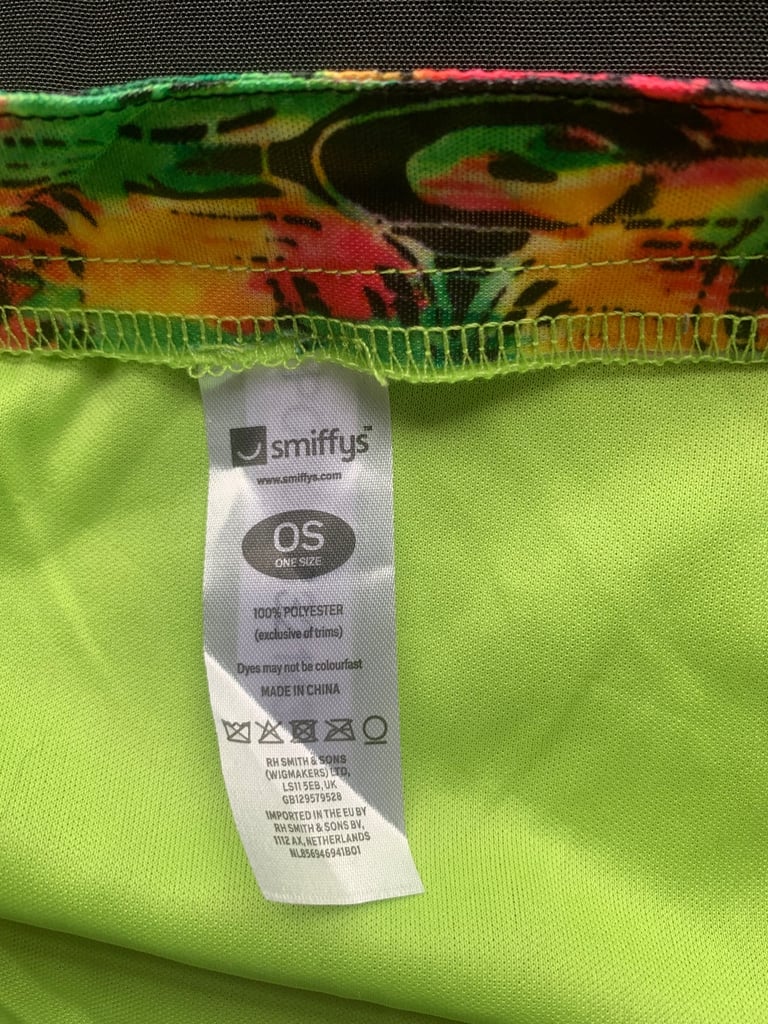 smiffys™
www.smiffys.com
OS
ONE SIZE
100% POLYESTER
(exclusive of trims)
Dyes may not be colourfast
MADE IN CHINA
RH SMITH & SONS
(WIGMAKERS) LTD,
LS11 5EB, UK
GB129579528
IMPORTED IN THE EU BY
RH SMITH & SONS BV,
1112 AX, NETHERLANDS
NL856946941B01